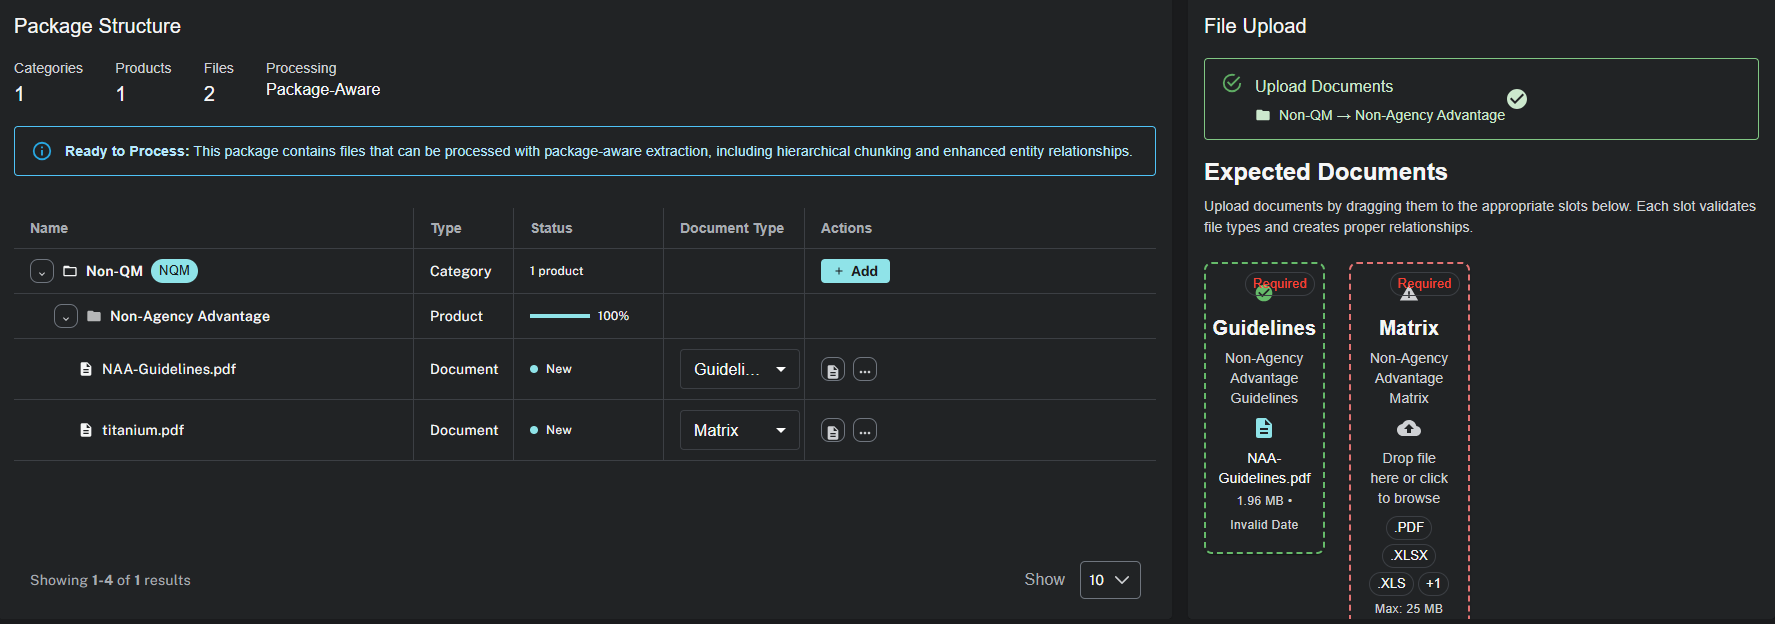 Package Structure
Categories
1
Products
1
Files
2
Processing
Package-Aware
Ready to Process: This package contains files that can be processed with package-aware extraction, including hierarchical chunking and enhanced entity relationships.
Name Type Status Document Type Actions
Non-QM NQM Category 1 product + Add
Non-Agency Advantage Product 100%
NAA-Guidelines.pdf Document New Guideli... ...
titanium.pdf Document New Matrix ...
Showing 1-4 of 1 results
Show 10
File Upload
Upload Documents
Non-QM → Non-Agency Advantage
Expected Documents
Upload documents by dragging them to the appropriate slots below. Each slot validates
file types and creates proper relationships.
Required
Guidelines
Non-Agency
Advantage
Guidelines
NAA-
Guidelines.pdf
1.96 MB •
Invalid Date
Required
Matrix
Non-Agency
Advantage
Matrix
Drop file
here or click
to browse
.PDF
.XLSX
.XLS +1
Max: 25 MB